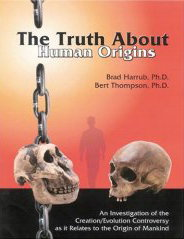 The Truth About
Human Origins
Brad Harrub, Ph.D.
Bert Thompson, Ph.D.
An Investigation of the
Creation/Evolution Controversy
as it Relates to the Origin of Mankind